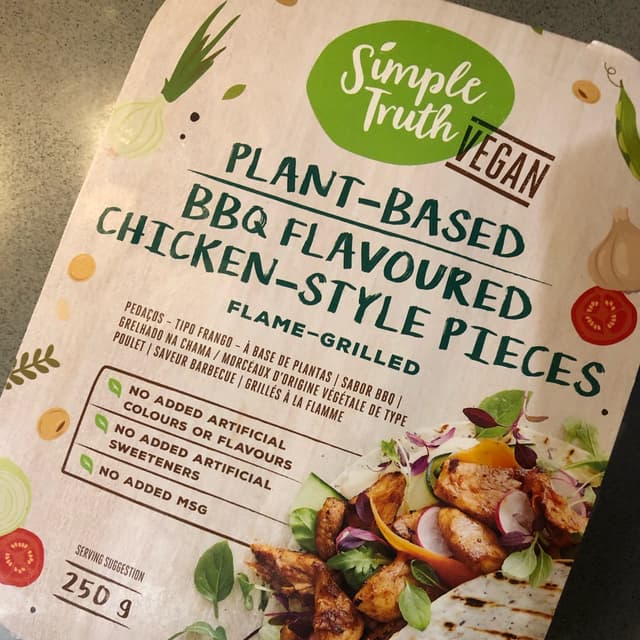 Simple
Truth
VEGAN
PLANT-BASED
BBQ FLAVOURED
CHICKEN-STYLE PIECES
FLAME-GRILLED
PEDAÇOS - TIPO FRANGO - À BASE DE PLANTAS | SABOR BBQ |
GRELHADO NA CHAMA / MORCEAUX D'ORIGINE VÉGÉTALE DE TYPE
POULET | SAVEUR BARBECUE | GRILLÉS À LA FLAMME
NO ADDED ARTIFICIAL
COLOURS OR FLAVOURS
NO ADDED ARTIFICIAL
SWEETENERS
NO ADDED MSG
SERVING SUGGESTION
250 g